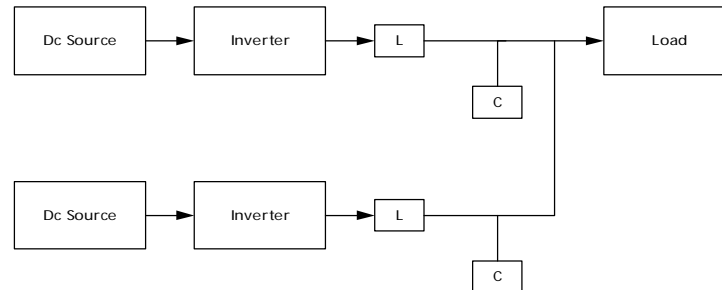 Dc Source
Inverter
L
Load
C
Dc Source
Inverter
L
C